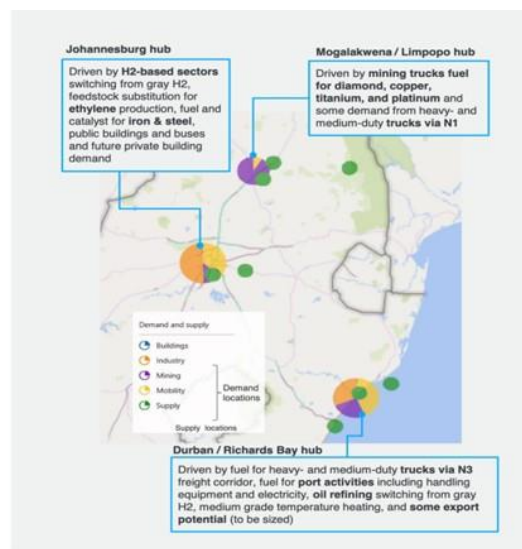 Johannesburg hub
Driven by H2-based sectors
switching from gray H2,
feedstock substitution for
ethylene production, fuel and
catalyst for iron & steel,
public buildings and buses
and future private building
demand
Mogalakwena / Limpopo hub
Driven by mining trucks fuel
for diamond, copper,
titanium, and platinum and
some demand from heavy- and
medium-duty trucks via N1
Demand and supply
Buildings
Industry
Mining
Mobility
Supply
Demand
locations
Supply locations
Durban / Richards Bay hub
Driven by fuel for heavy- and medium-duty trucks via N3
freight corridor, fuel for port activities including handling
equipment and electricity, oil refining switching from gray
H2, medium grade temperature heating, and some export
potential (to be sized)